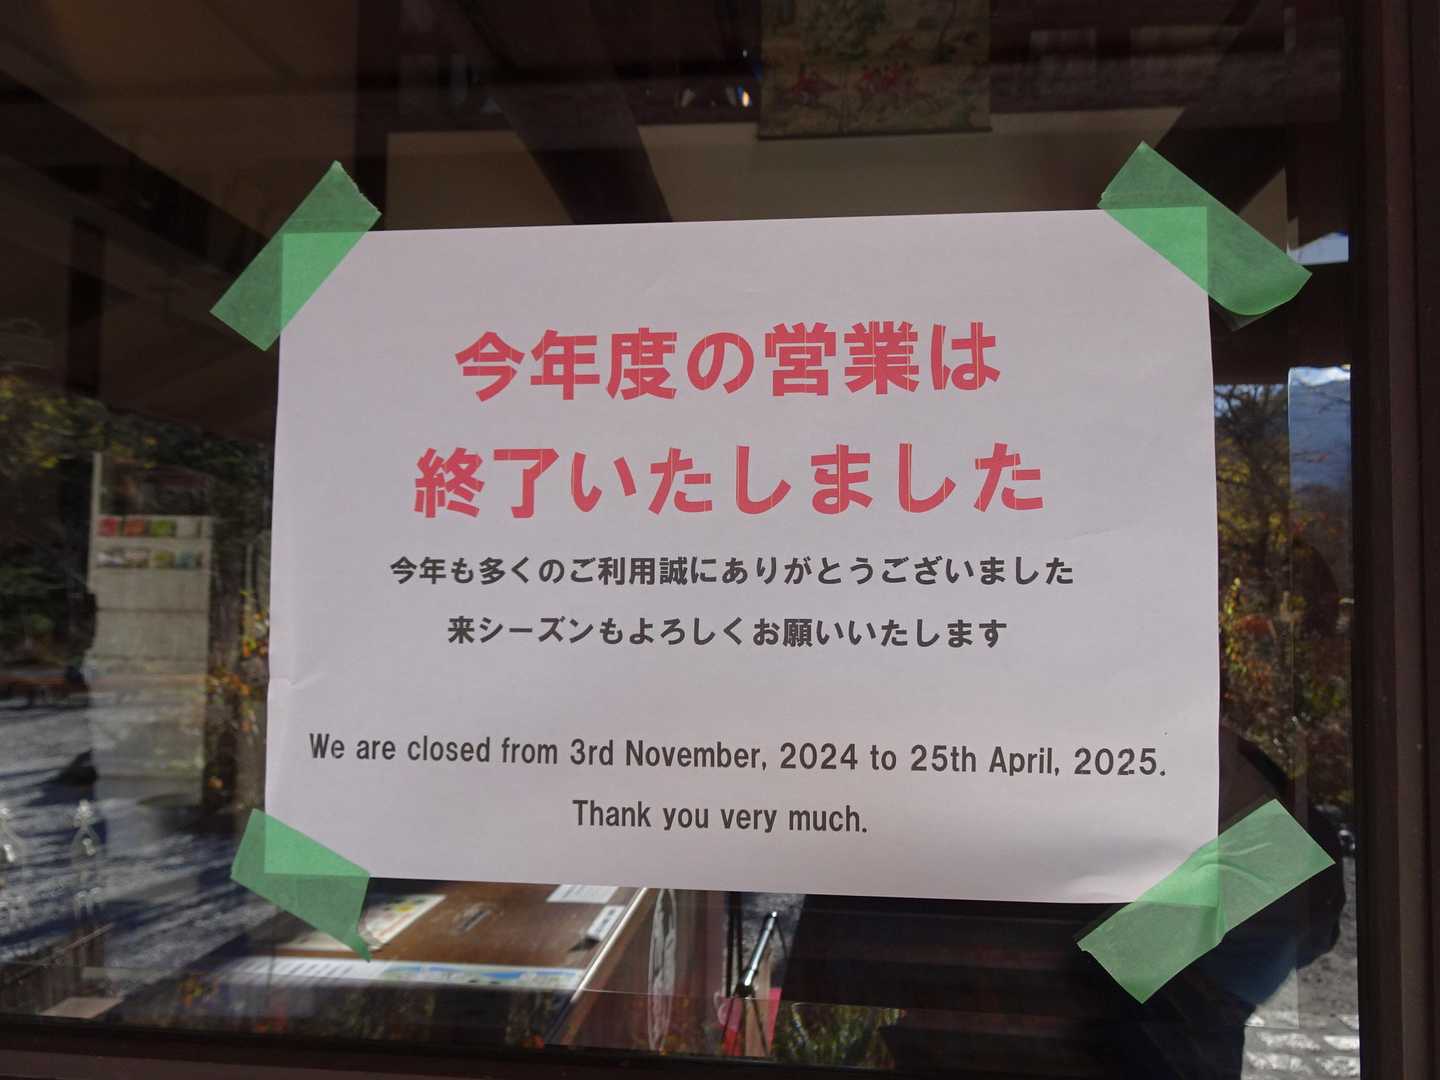 今年度の営業は
終了いたしました
今年も多くのご利用誠にありがとうございました
来シーズンもよろしくお願いいたします
We are closed from 3rd November, 2024 to 25th April, 2025.
Thank you very much.